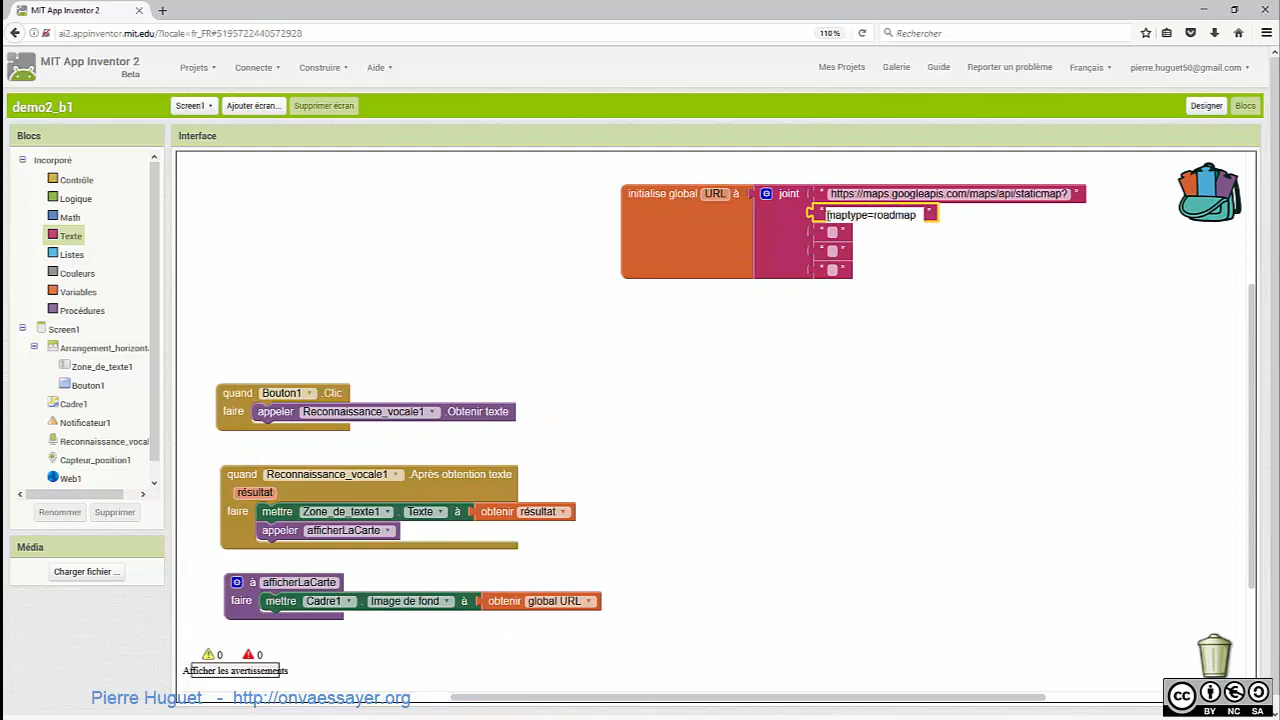 MIT App Inventor 2
ai2.appinventor.mit.edu/?locale=fr_FR#5195722440572928
110%
Rechercher
MIT App Inventor 2
Beta
Projets
Connecte
Construire
Aide
Mes Projets
Galerie
Guide
Reporter un problème
Français
pierre.huguet50@gmail.com
demo2_b1
Screen1
Ajouter écran...
Supprimer écran
Designer
Blocs
Blocs
Interface
Incorporé
Contrôle
Logique
Math
Texte
Listes
Couleurs
Variables
Procédures
Screen1
Arrangement_horizonta
Zone_de_texte1
Bouton1
Cadre1
Notificateur1
Reconnaissance_vocal
Capteur_position1
Web1
Renommer
Supprimer
Média
Charger fichier ...
initialise global URL à joint " https://maps.googleapis.com/maps/api/staticmap? "
" maptype=roadmap "
" "
" "
" "
quand Bouton1 .Clic
faire appeler Reconnaissance_vocale1 .Obtenir texte
quand Reconnaissance_vocale1 .Après obtention texte
résultat
faire mettre Zone_de_texte1 . Texte à obtenir résultat
appeler afficherLaCarte
à afficherLaCarte
faire mettre Cadre1 . Image de fond à obtenir global URL
0 0
Afficher les avertissements
Pierre Huguet - http://onvaessayer.org
cc
BY NC SA